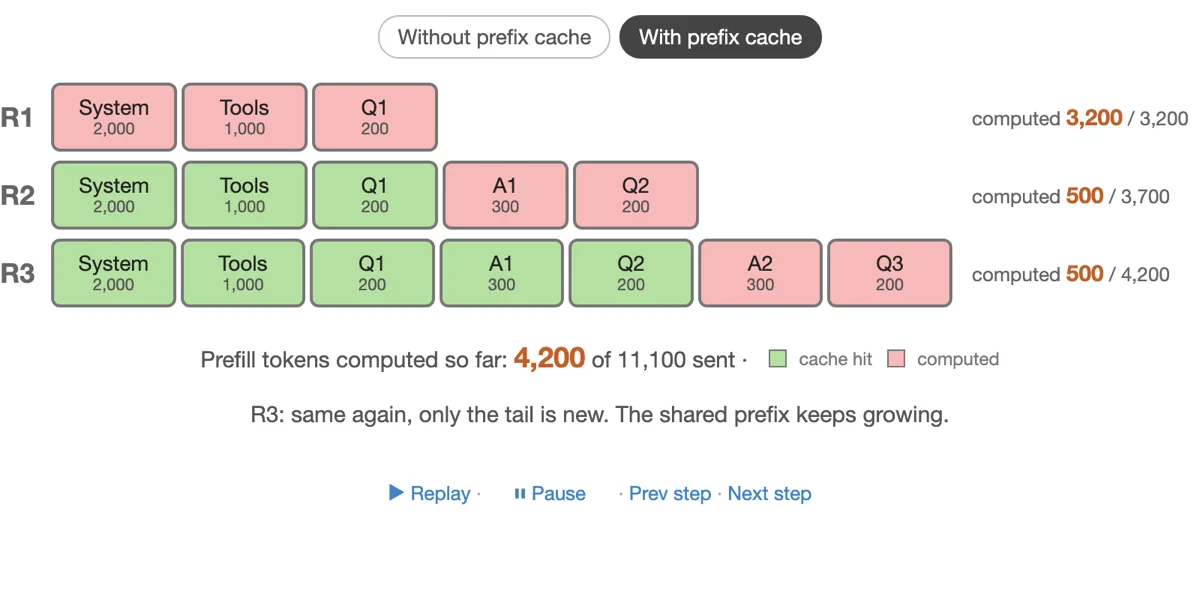 Without prefix cache With prefix cache
R1 System Tools Q1
2,000 1,000 200
computed 3,200 / 3,200
R2 System Tools Q1 A1 Q2
2,000 1,000 200 300 200
computed 500 / 3,700
R3 System Tools Q1 A1 Q2 A2 Q3
2,000 1,000 200 300 200 300 200
computed 500 / 4,200
Prefill tokens computed so far: 4,200 of 11,100 sent · cache hit computed
R3: same again, only the tail is new. The shared prefix keeps growing.
Replay · Pause · Prev step · Next step